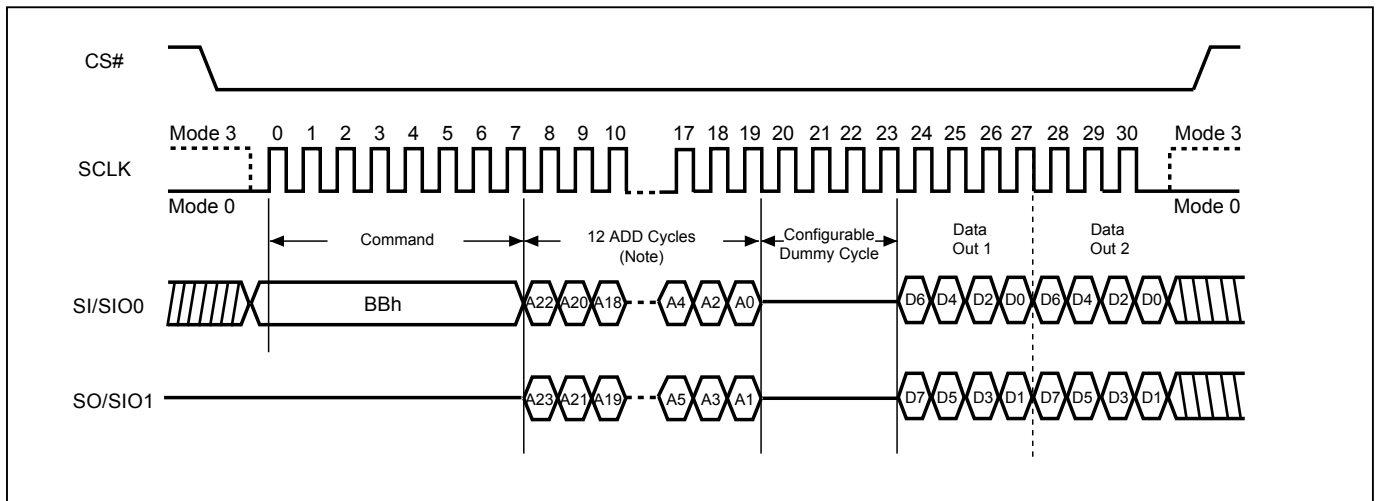 CS#
Mode 3 0 1 2 3 4 5 6 7 8 9 10 17 18 19 20 21 22 23 24 25 26 27 28 29 30 Mode 3
SCLK
Mode 0 Mode 0
Command 12 ADD Cycles (Note) Configurable Dummy Cycle Data Out 1 Data Out 2
SI/SIO0 BBh A22 A20 A18 A4 A2 A0 D6 D4 D2 D0 D6 D4 D2 D0
SO/SIO1 A23 A21 A19 A5 A3 A1 D7 D5 D3 D1 D7 D5 D3 D1